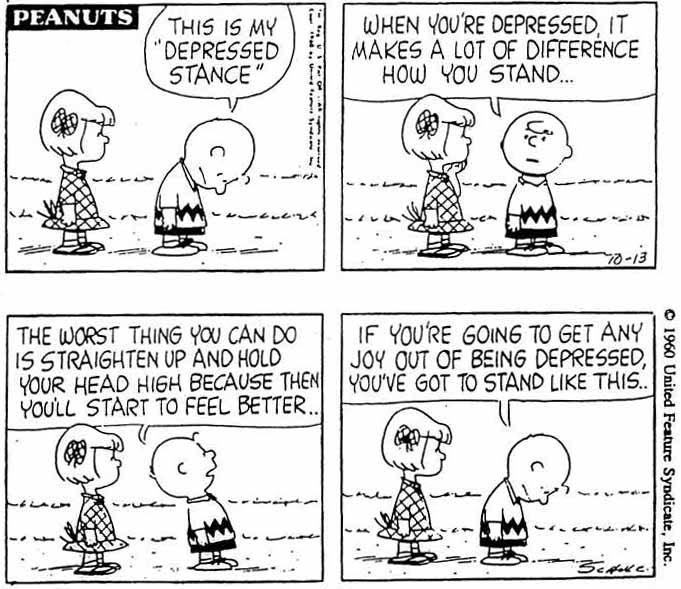 PEANUTS
THIS IS MY
"DEPRESSED
STANCE"
WHEN YOU'RE DEPRESSED, IT
MAKES A LOT OF DIFFERENCE
HOW YOU STAND...
10-13
THE WORST THING YOU CAN DO
IS STRAIGHTEN UP AND HOLD
YOUR HEAD HIGH BECAUSE THEN
YOU'LL START TO FEEL BETTER..
IF YOU'RE GOING TO GET ANY
JOY OUT OF BEING DEPRESSED,
YOU'VE GOT TO STAND LIKE THIS..
© 1960 United Feature Syndicate, Inc.